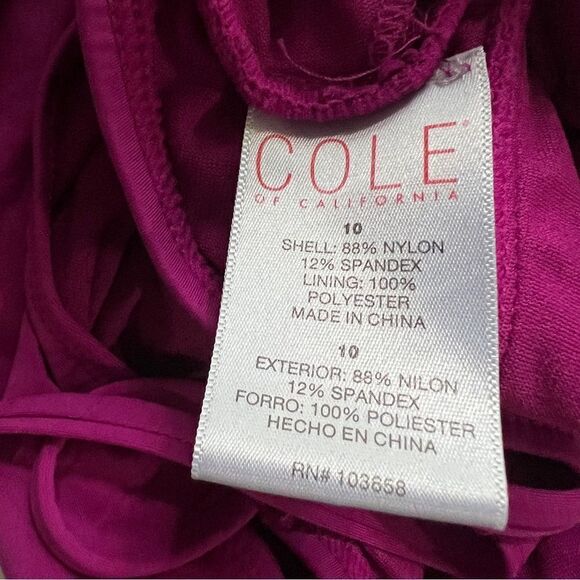 COLE
OF CALIFORNIA
10
SHELL: 88% NYLON
12% SPANDEX
LINING: 100%
POLYESTER
MADE IN CHINA
10
EXTERIOR: 88% NILON
12% SPANDEX
FORRO: 100% POLIESTER
HECHO EN CHINA
RN# 103658